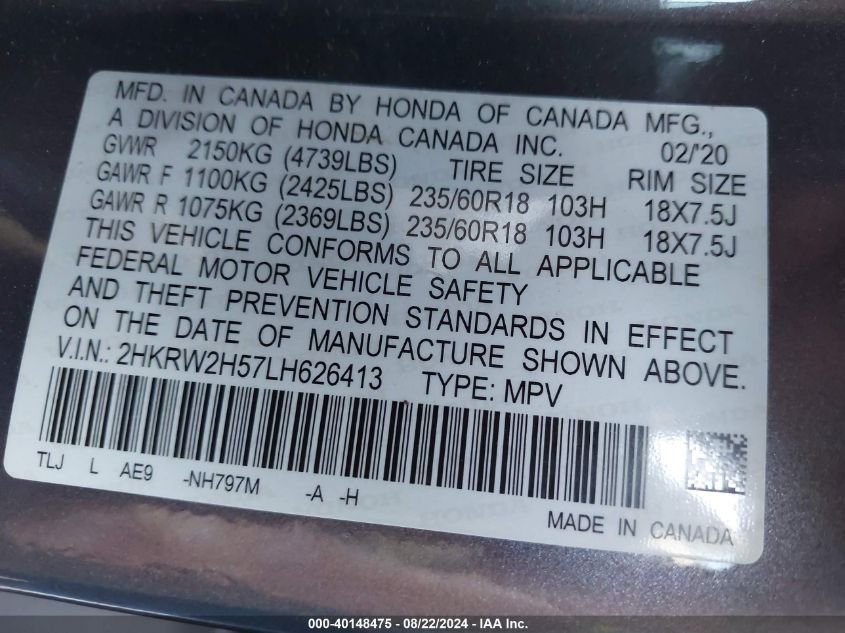 MFD. IN CANADA BY HONDA OF CANADA MFG.,
A DIVISION OF HONDA CANADA INC. 02/'20
GVWR 2150KG (4739LBS) TIRE SIZE RIM SIZE
GAWR F 1100KG (2425LBS) 235/60R18 103H 18X7.5J
GAWR R 1075KG (2369LBS) 235/60R18 103H 18X7.5J
THIS VEHICLE CONFORMS TO ALL APPLICABLE
FEDERAL MOTOR VEHICLE SAFETY
AND THEFT PREVENTION STANDARDS IN EFFECT
ON THE DATE OF MANUFACTURE SHOWN ABOVE.
V.I.N.: 2HKRW2H57LH626413 TYPE: MPV
TLJ L AE9 -NH797M -A -H
MADE IN CANADA
000-40148475 - 08/22/2024 - IAA Inc.